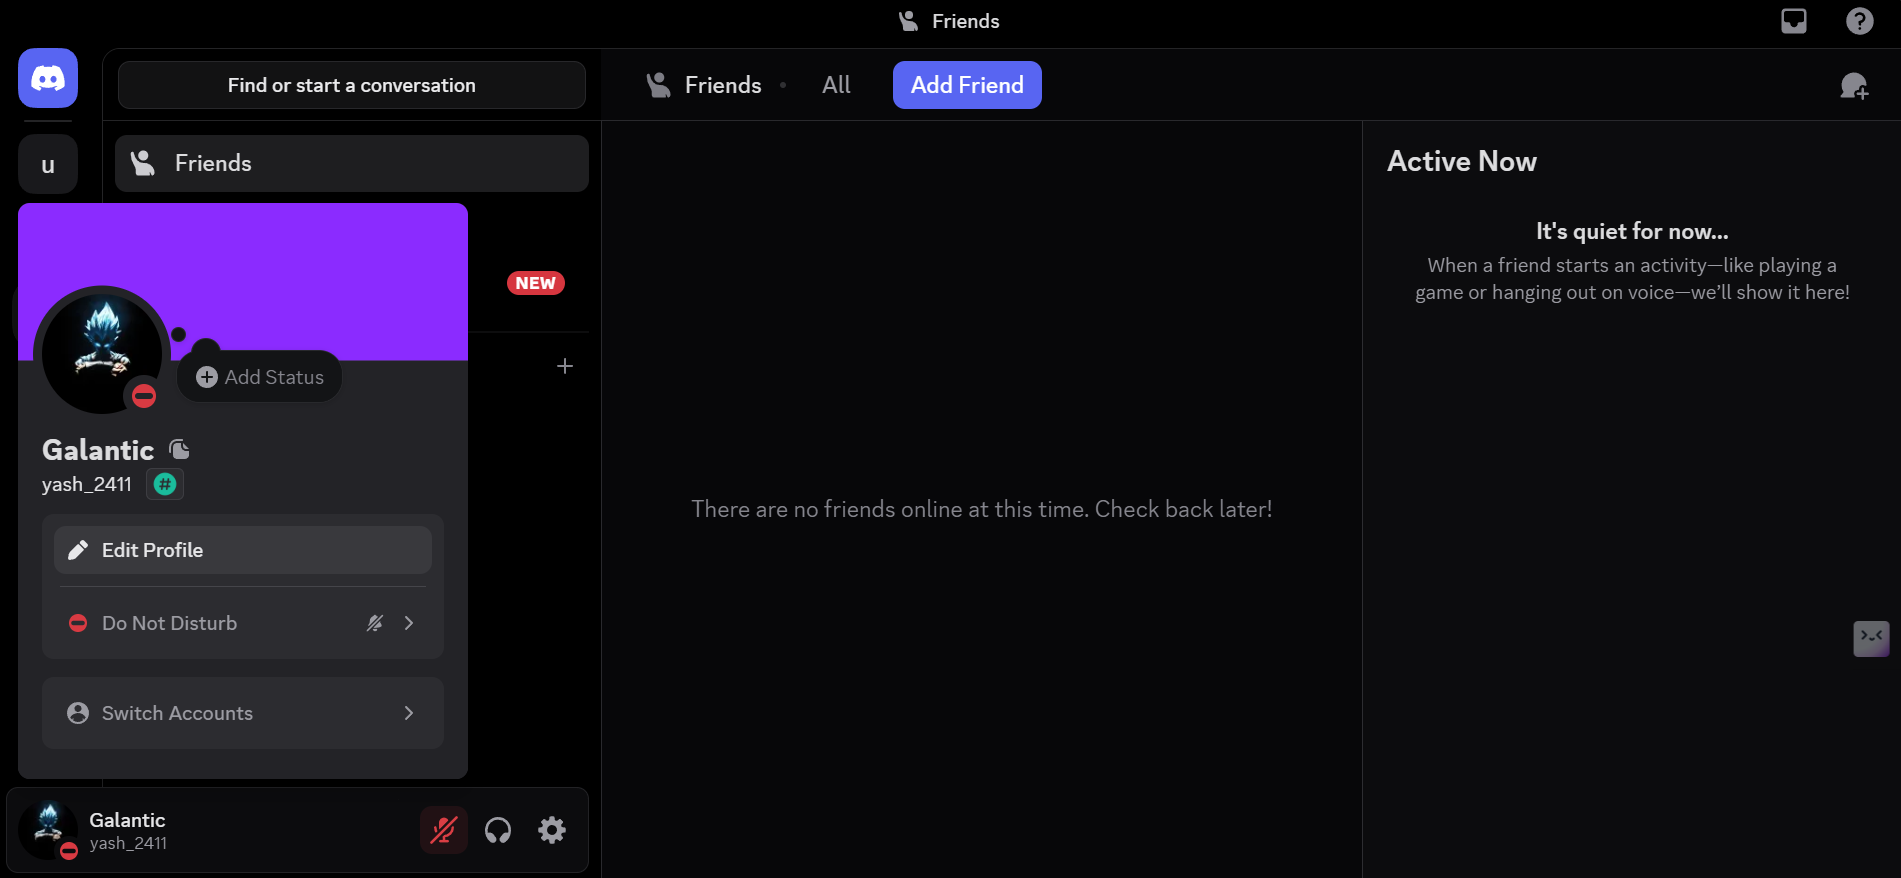 Friends
Find or start a conversation
Friends
All
Add Friend
u
Friends
NEW
Add Status
Galantic
yash_2411
#
Edit Profile
Do Not Disturb
Switch Accounts
Galantic
yash_2411
There are no friends online at this time. Check back later!
Active Now
It's quiet for now...
When a friend starts an activity—like playing a
game or hanging out on voice—we’ll show it here!